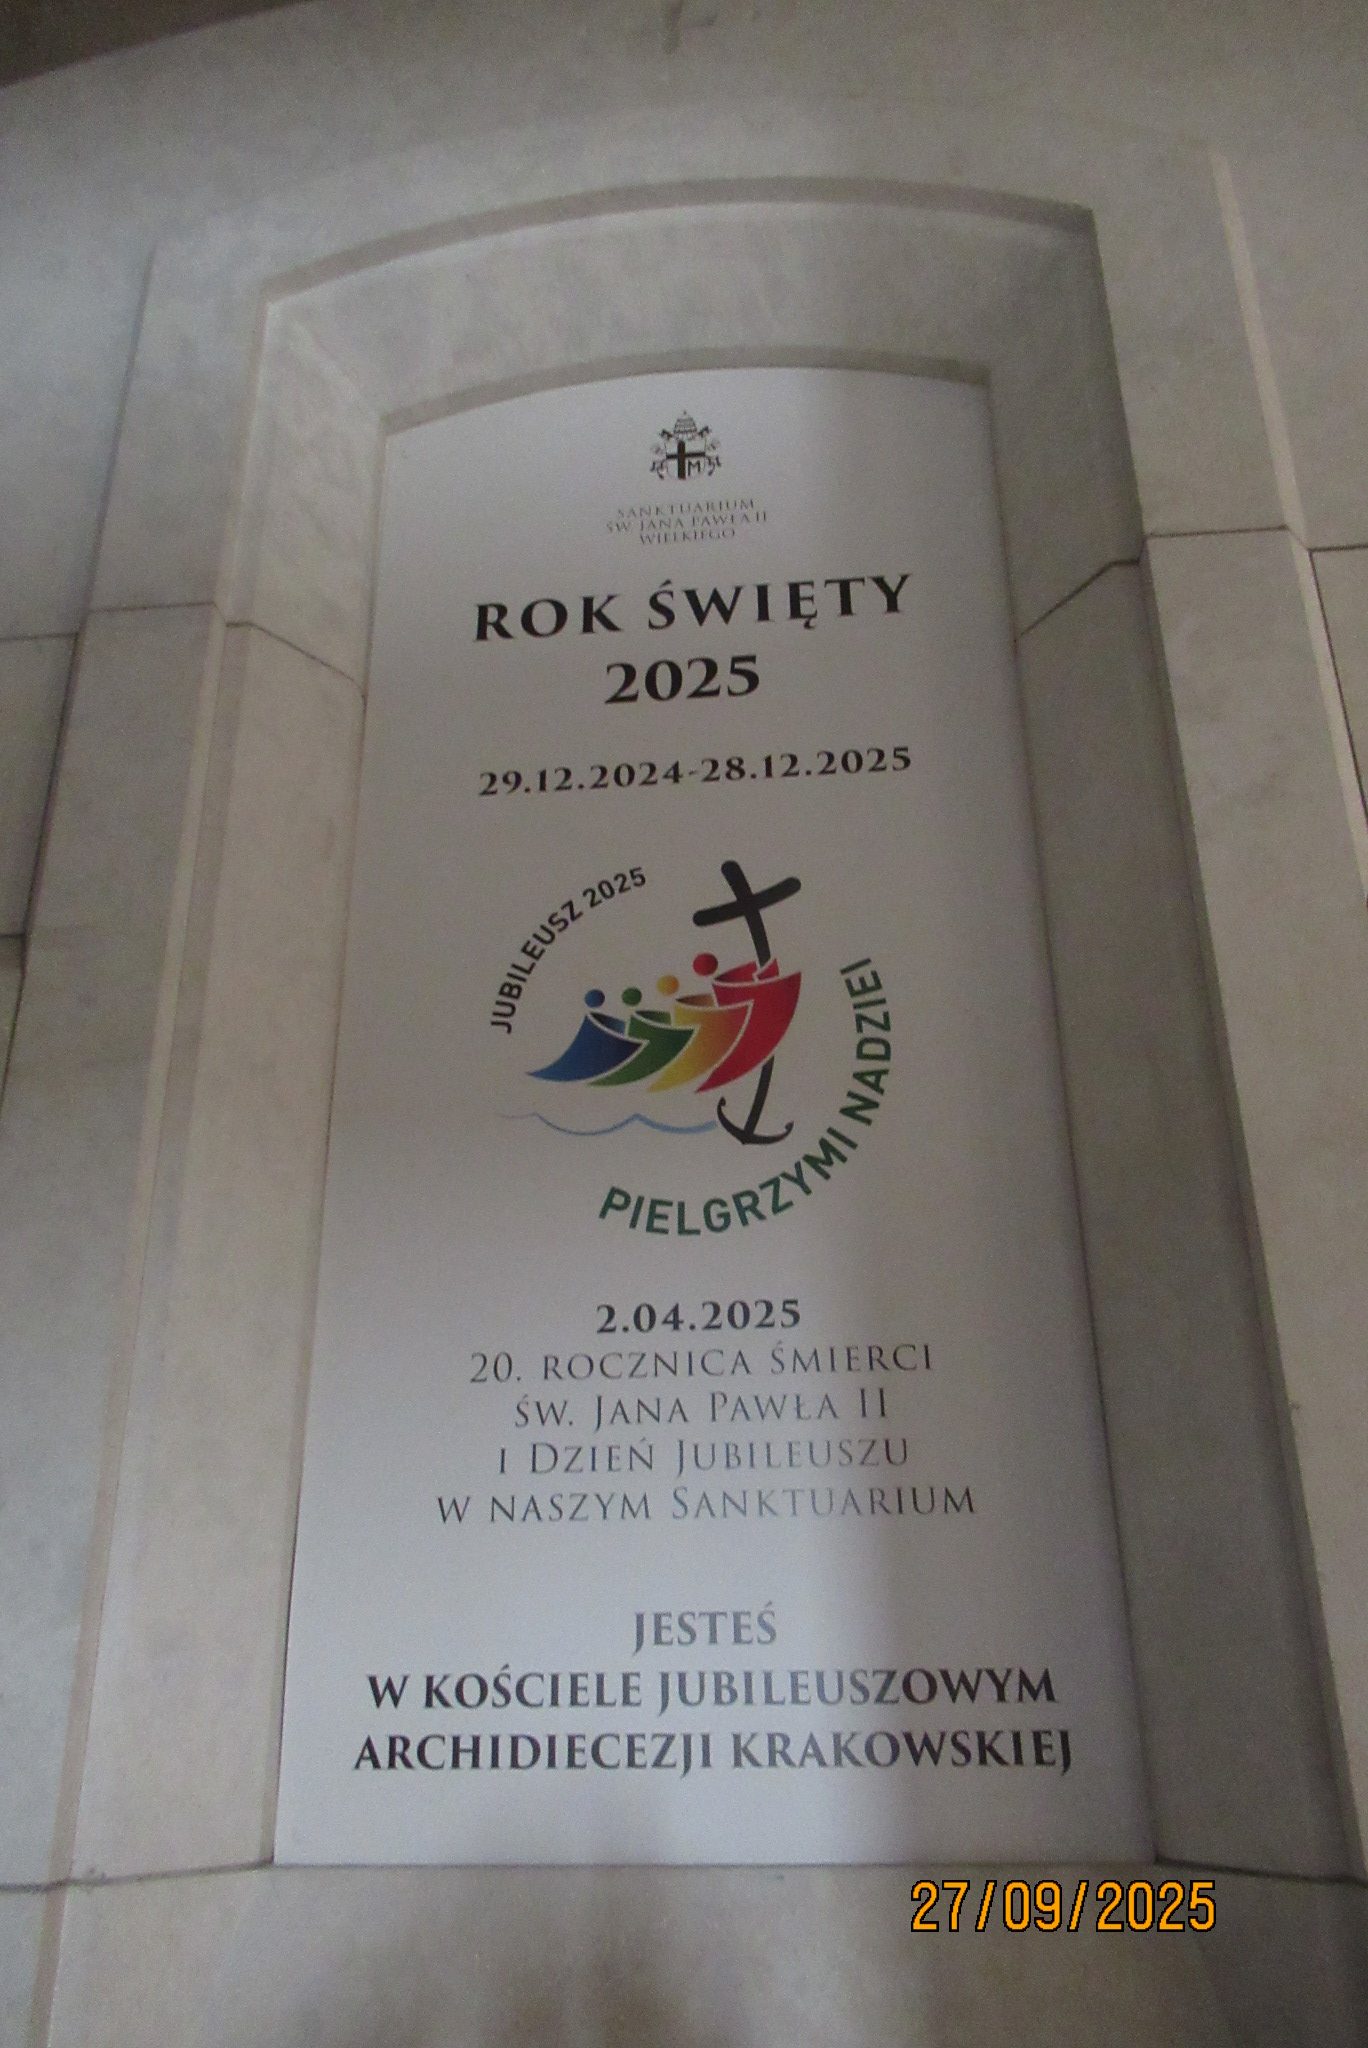 M
SANKTUARIUM
ŚW. JANA PAWŁA II
WIELKIEGO
ROK ŚWIĘTY
2025
29.12.2024-28.12.2025
JUBILEUSZ 2025
PIELGRZYMI NADZIEI
2.04.2025
20. ROCZNICA ŚMIERCI
ŚW. JANA PAWŁA II
I DZIEŃ JUBILEUSZU
W NASZYM SANKTUARIUM
JESTEŚ
W KOŚCIELE JUBILEUSZOWYM
ARCHIDIECEZJI KRAKOWSKIEJ
27/09/2025